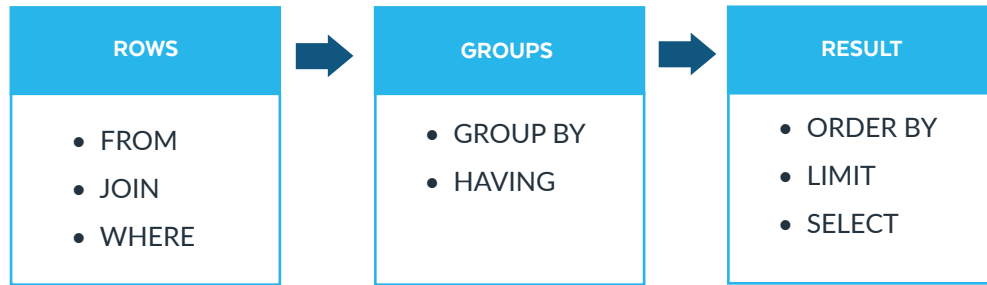 ROWS
• FROM
• JOIN
• WHERE
GROUPS
• GROUP BY
• HAVING
RESULT
• ORDER BY
• LIMIT
• SELECT